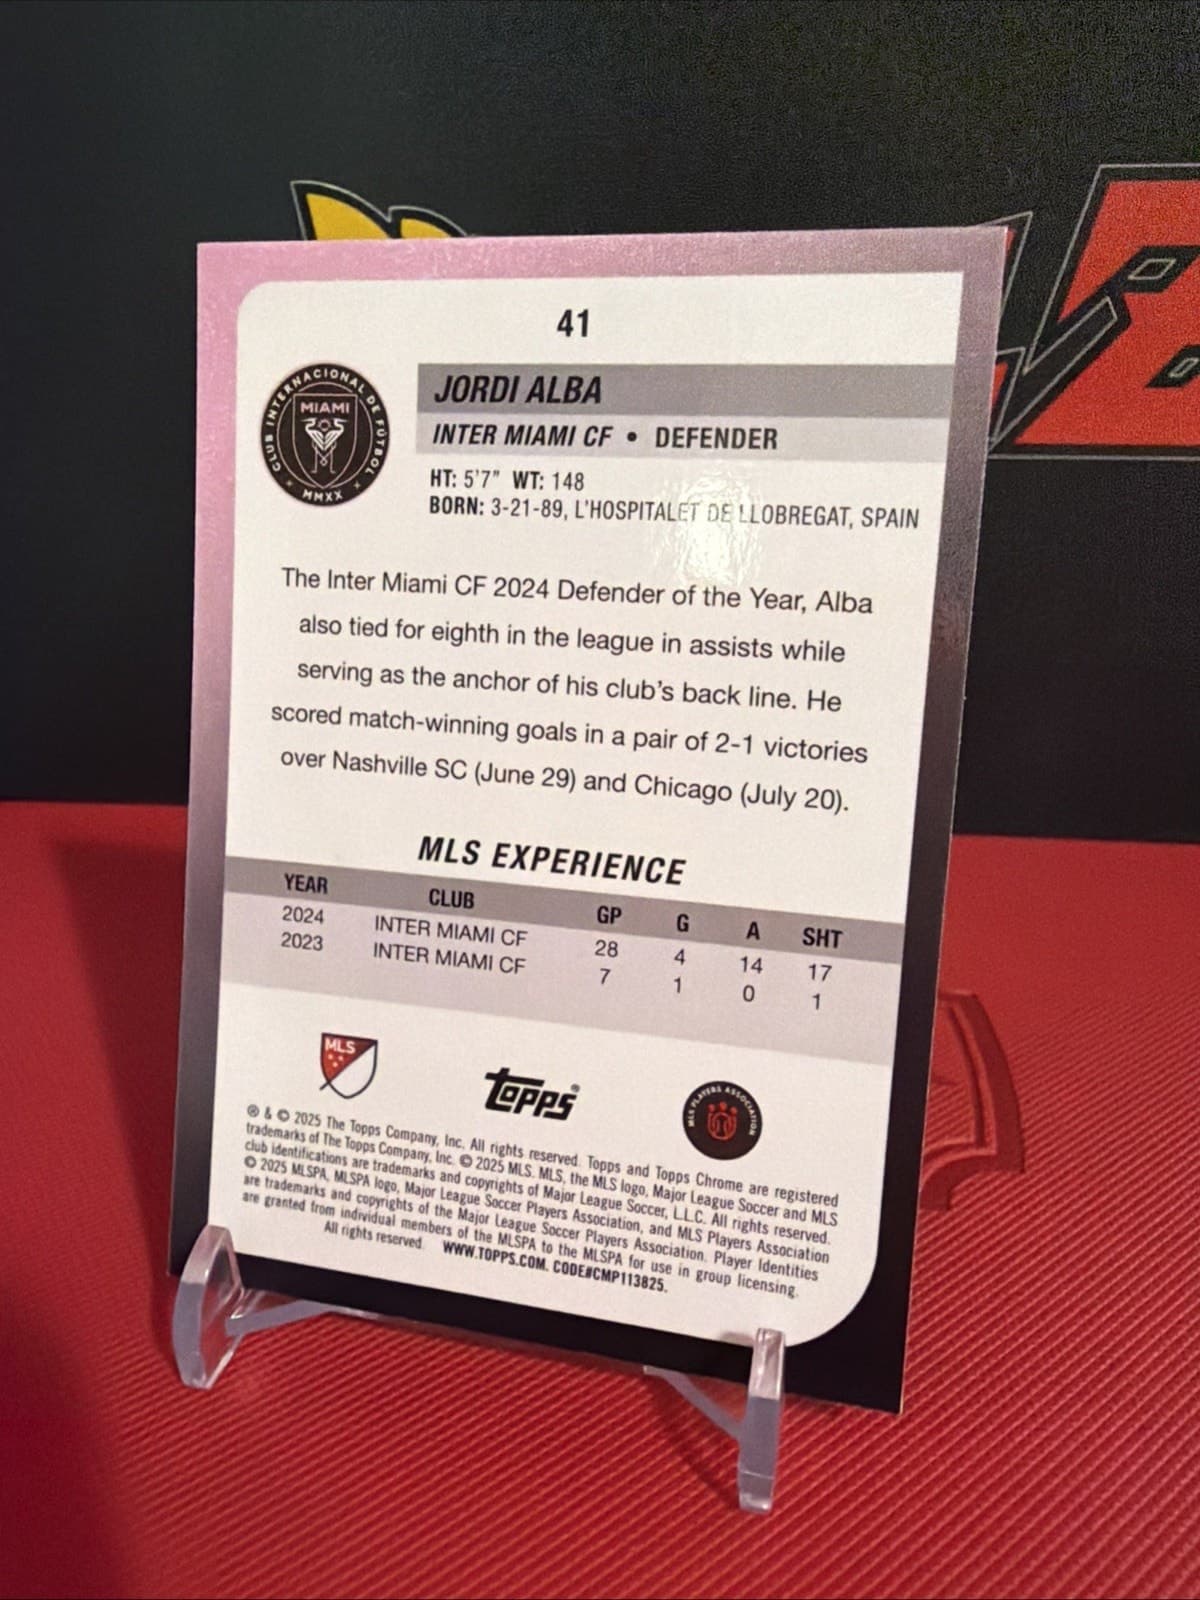 41
CLUB INTERNACIONAL DE FÚTBOL
MIAMI
MMXX
JORDI ALBA
INTER MIAMI CF • DEFENDER
HT: 5'7" WT: 148
BORN: 3-21-89, L'HOSPITALET DE LLOBREGAT, SPAIN
The Inter Miami CF 2024 Defender of the Year, Alba
also tied for eighth in the league in assists while
serving as the anchor of his club's back line. He
scored match-winning goals in a pair of 2-1 victories
over Nashville SC (June 29) and Chicago (July 20).
MLS EXPERIENCE
YEAR CLUB GP G A SHT
2024 INTER MIAMI CF 28 4 14 17
2023 INTER MIAMI CF 7 1 0 1
MLS
Topps®
MLS PLAYERS ASSOCIATION
® & © 2025 The Topps Company, Inc. All rights reserved. Topps and Topps Chrome are registered
trademarks of The Topps Company, Inc. © 2025 MLS. MLS, the MLS logo, Major League Soccer and MLS
club identifications are trademarks and copyrights of Major League Soccer, L.L.C. All rights reserved.
© 2025 MLSPA, MLSPA logo, Major League Soccer Players Association, and MLS Players Association
are trademarks and copyrights of the Major League Soccer Players Association. Player Identities
are granted from individual members of the MLSPA to the MLSPA for use in group licensing.
All rights reserved. WWW.TOPPS.COM. CODE#CMP113825.